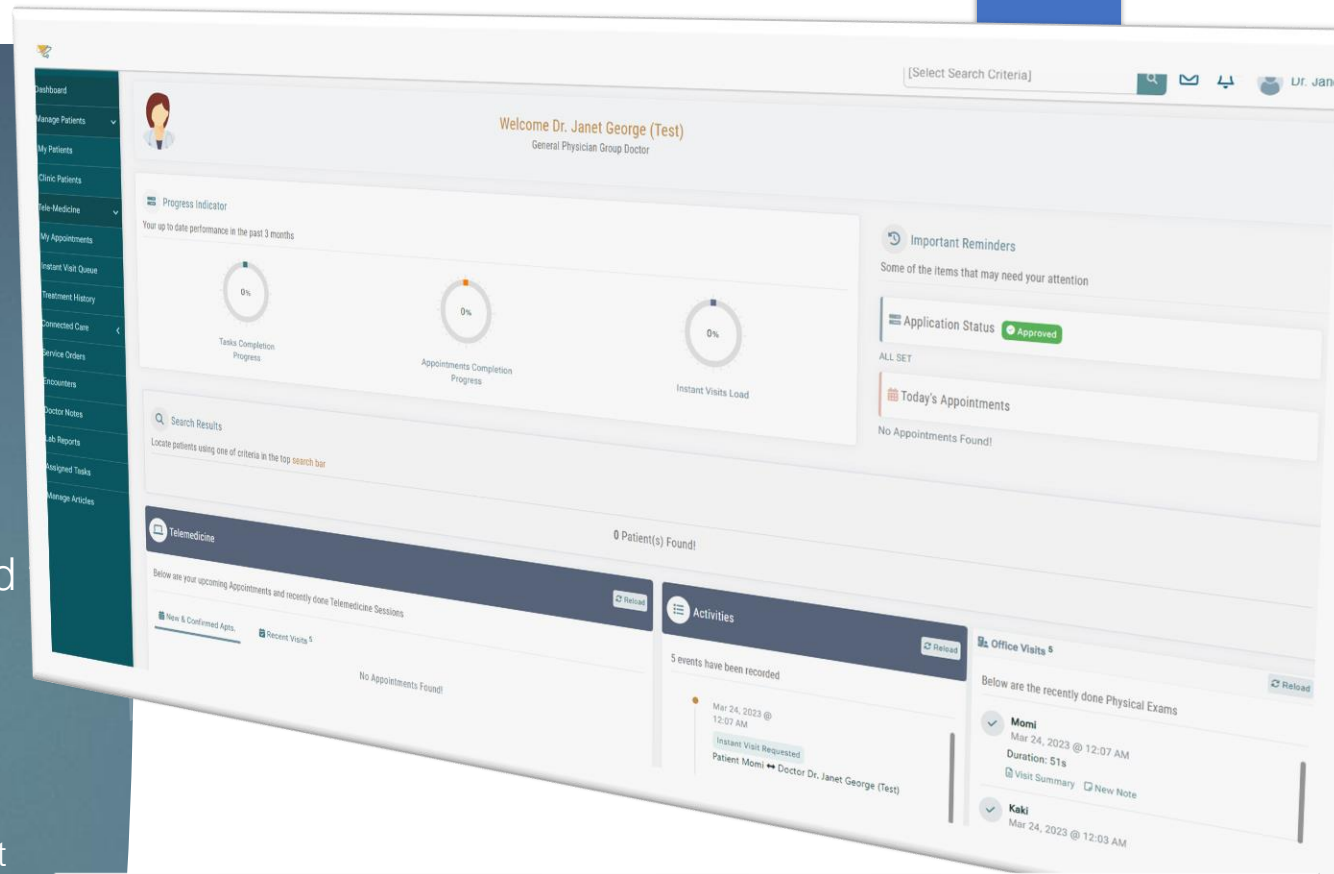 [Select Search Criteria]
Dr. Jan
Dashboard
Manage Patients
My Patients
Clinic Patients
Tele-Medicine
My Appointments
Instant Visit Queue
Treatment History
Connected Care
Service Orders
Encounters
Doctor Notes
Lab Reports
Assigned Tasks
Manage Articles
Welcome Dr. Janet George (Test)
General Physician Group Doctor
Progress Indicator
Your up to date performance in the past 3 months
0%
Tasks Completion
Progress
0%
Appointments Completion
Progress
0%
Instant Visits Load
Important Reminders
Some of the items that may need your attention
Application Status Approved
ALL SET
Today's Appointments
No Appointments Found!
Search Results
Locate patients using one of criteria in the top search bar
0 Patient(s) Found!
Telemedicine
Reload
Below are your upcoming Appointments and recently done Telemedicine Sessions
New & Confirmed Apts. Recent Visits 5
No Appointments Found!
Activities
Reload
5 events have been recorded
Mar 24, 2023 @
12:07 AM
Instant Visit Requested
Patient Momi ↔ Doctor Dr. Janet George (Test)
Office Visits 5
Reload
Below are the recently done Physical Exams
Momi
Mar 24, 2023 @ 12:07 AM
Duration: 51s
Visit Summary New Note
Kaki
Mar 24, 2023 @ 12:03 AM